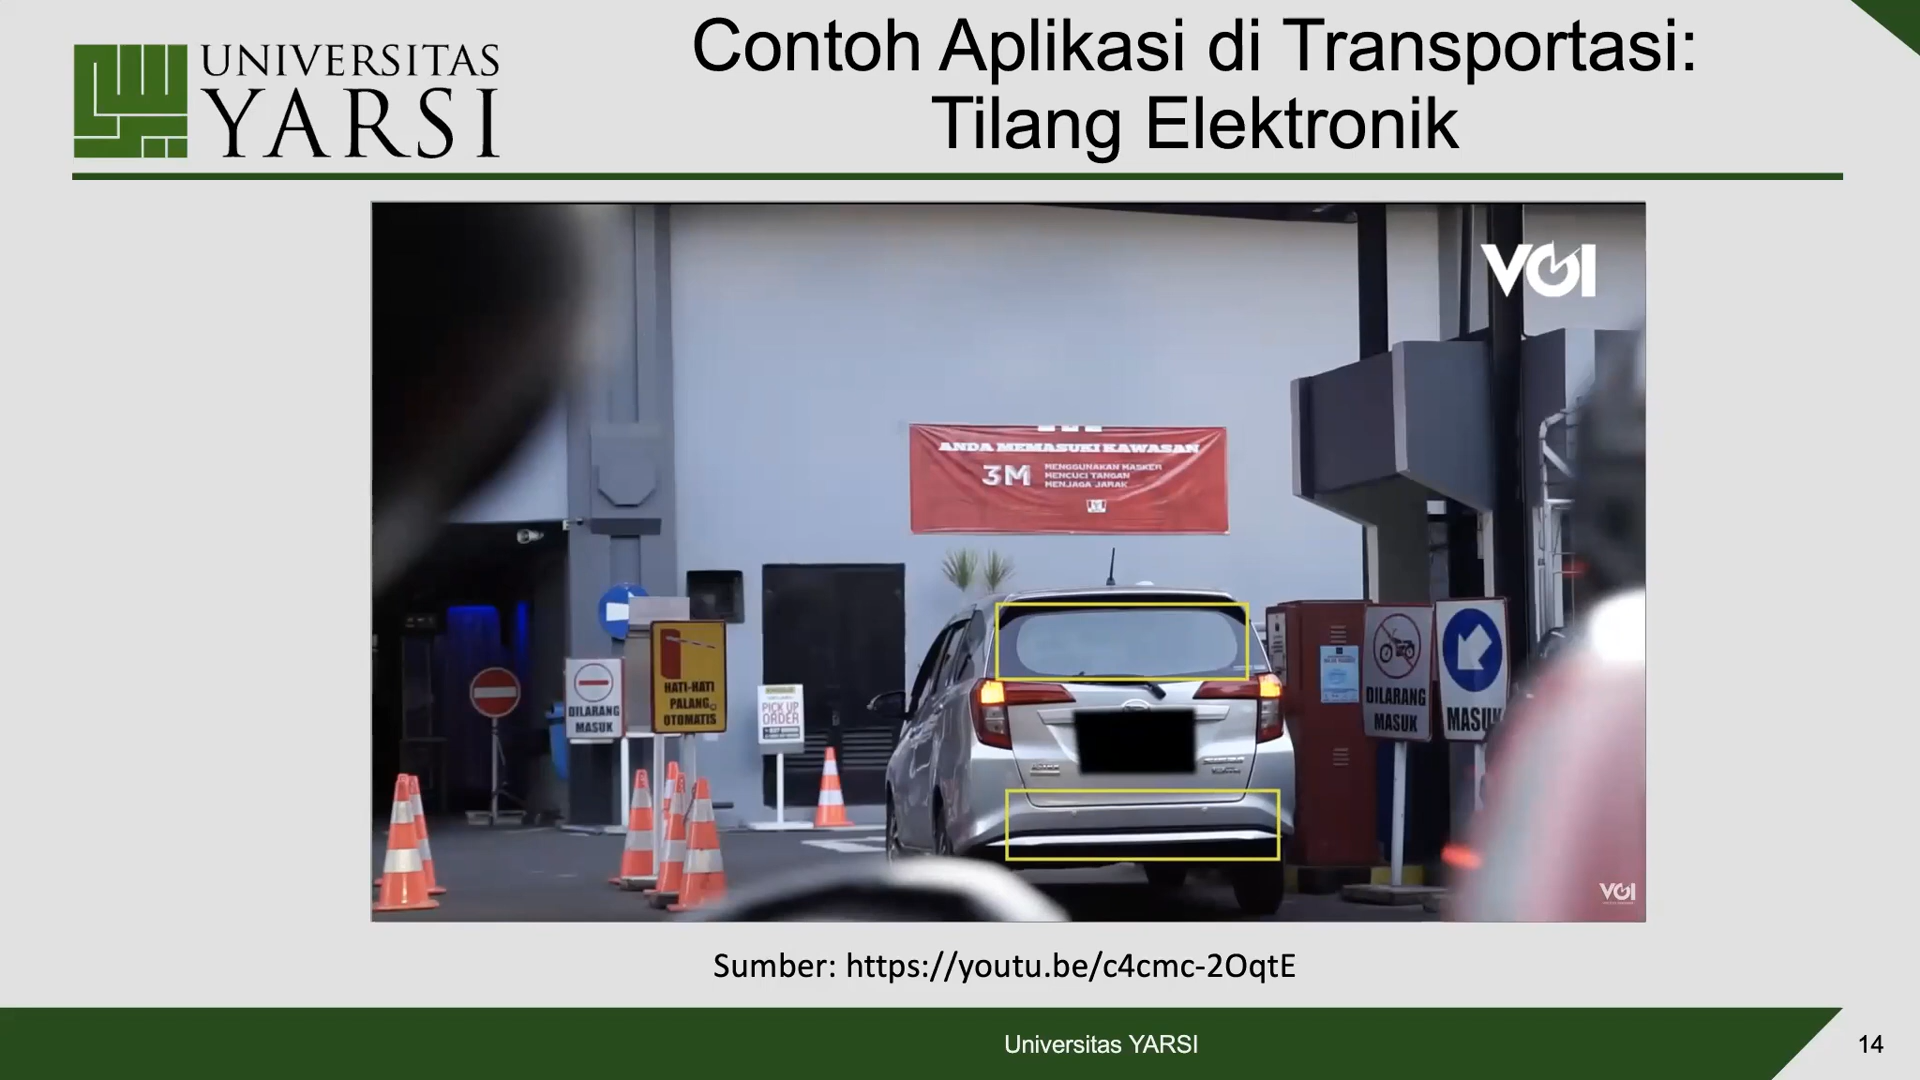 UNIVERSITAS
YARSI
Contoh Aplikasi di Transportasi:
Tilang Elektronik
VOI
ANDA MEMASUKI KAWASAN
3M
MENGGUNAKAN MASKER
MENCUCI TANGAN
MENJAGA JARAK
DILARANG
MASUK
HATI-HATI
PALANG
OTOMATIS
PICK UP
ORDER
DILARANG
MASUK
MASUK
VOI
Sumber: https://youtu.be/c4cmc-2OqtE
Universitas YARSI
14